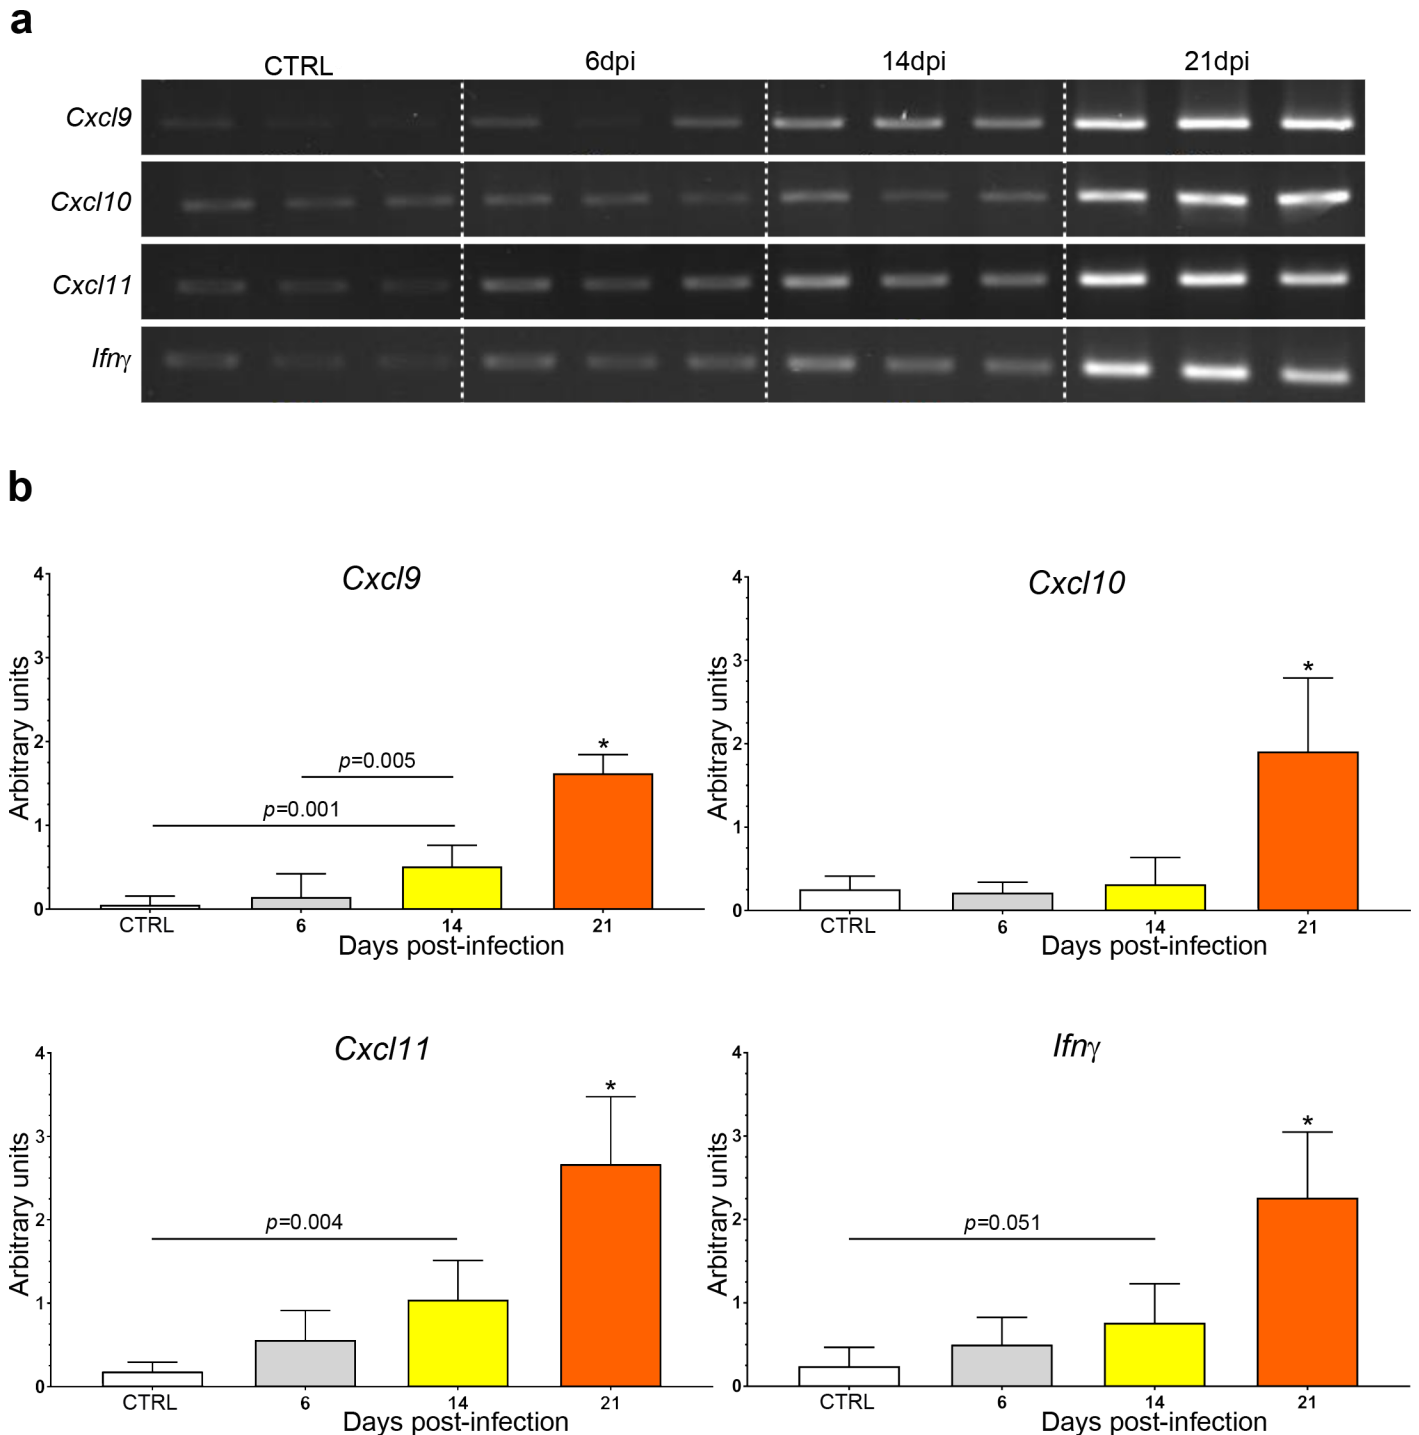 a
CTRL 6dpi 14dpi 21dpi
Cxcl9
Cxcl10
Cxcl11
Ifnγ
b
Cxcl9
Arbitrary units
4
3
2
1
0
p=0.005
p=0.001
*
CTRL 6 14 21
Days post-infection
Cxcl10
Arbitrary units
4
3
2
1
0
*
CTRL 6 14 21
Days post-infection
Cxcl11
Arbitrary units
4
3
2
1
0
p=0.004
*
CTRL 6 14 21
Days post-infection
Ifnγ
Arbitrary units
4
3
2
1
0
p=0.051
*
CTRL 6 14 21
Days post-infection